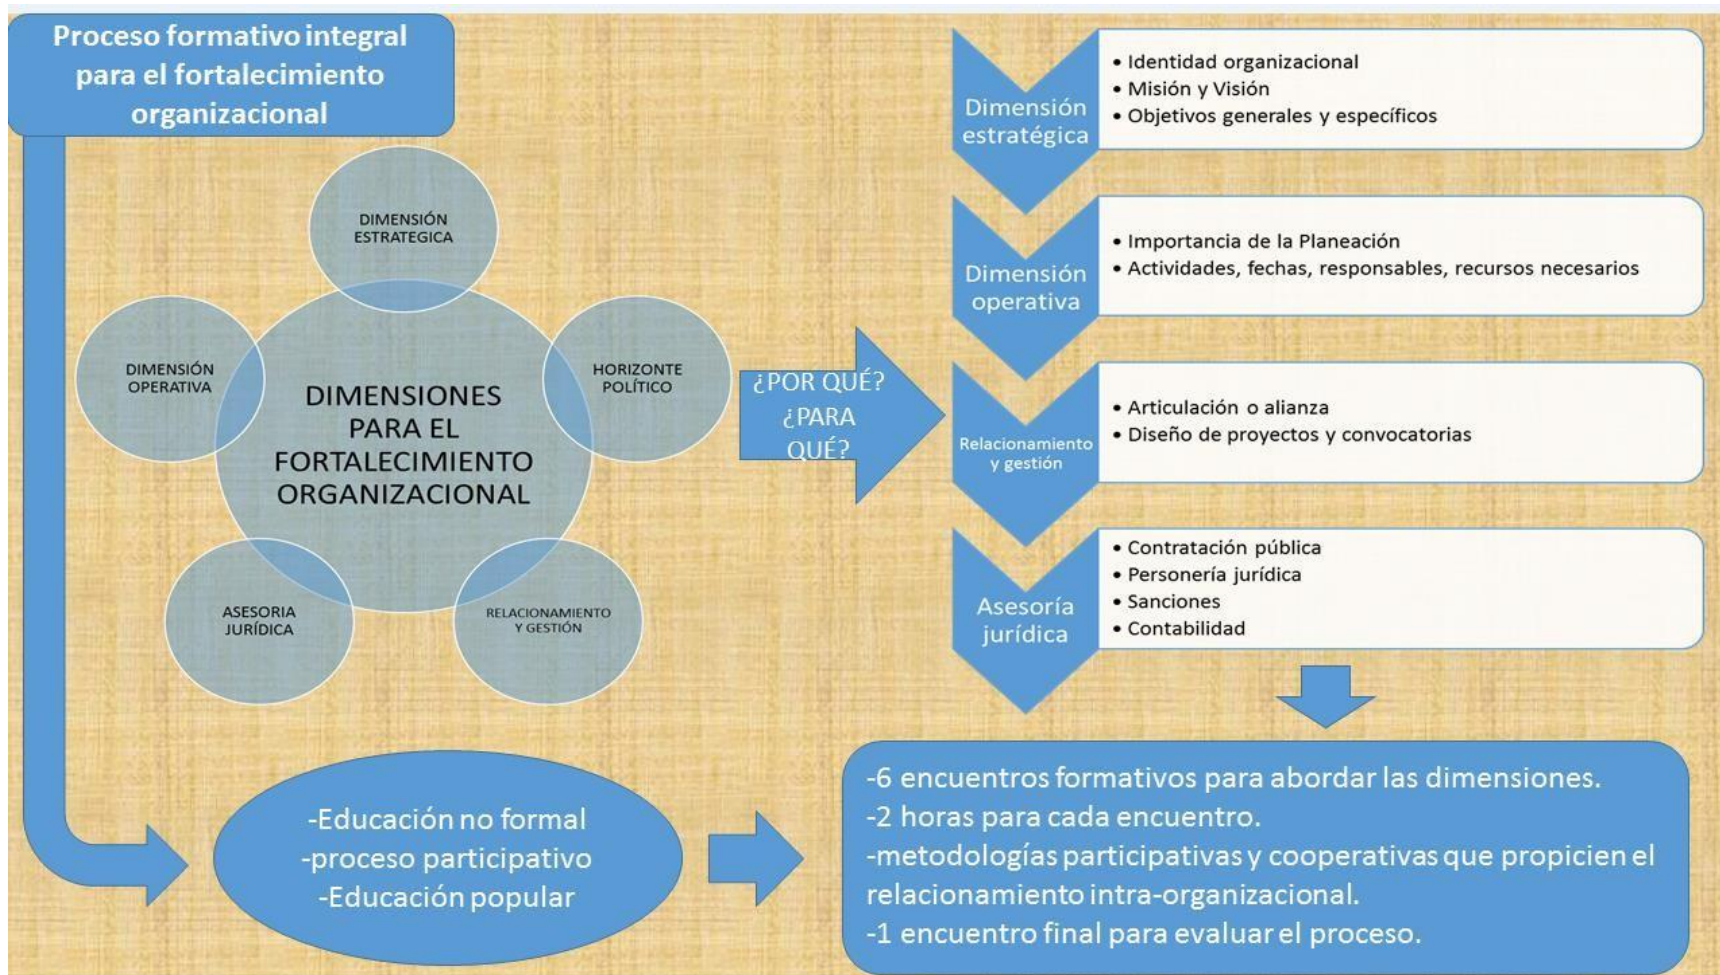 Proceso formativo integral
para el fortalecimiento
organizacional
DIMENSIÓN
ESTRATEGICA
DIMENSIÓN
OPERATIVA
HORIZONTE
POLÍTICO
DIMENSIONES
PARA EL
FORTALECIMIENTO
ORGANIZACIONAL
ASESORIA
JURÍDICA
RELACIONAMIENTO
Y GESTIÓN
¿POR QUÉ?
¿PARA
QUÉ?
Dimensión
estratégica
• Identidad organizacional
• Misión y Visión
• Objetivos generales y específicos
Dimensión
operativa
• Importancia de la Planeación
• Actividades, fechas, responsables, recursos necesarios
Relacionamiento
y gestión
• Articulación o alianza
• Diseño de proyectos y convocatorias
Asesoría
jurídica
• Contratación pública
• Personería jurídica
• Sanciones
• Contabilidad
-Educación no formal
-proceso participativo
-Educación popular
-6 encuentros formativos para abordar las dimensiones.
-2 horas para cada encuentro.
-metodologías participativas y cooperativas que propicien el
relacionamiento intra-organizacional.
-1 encuentro final para evaluar el proceso.